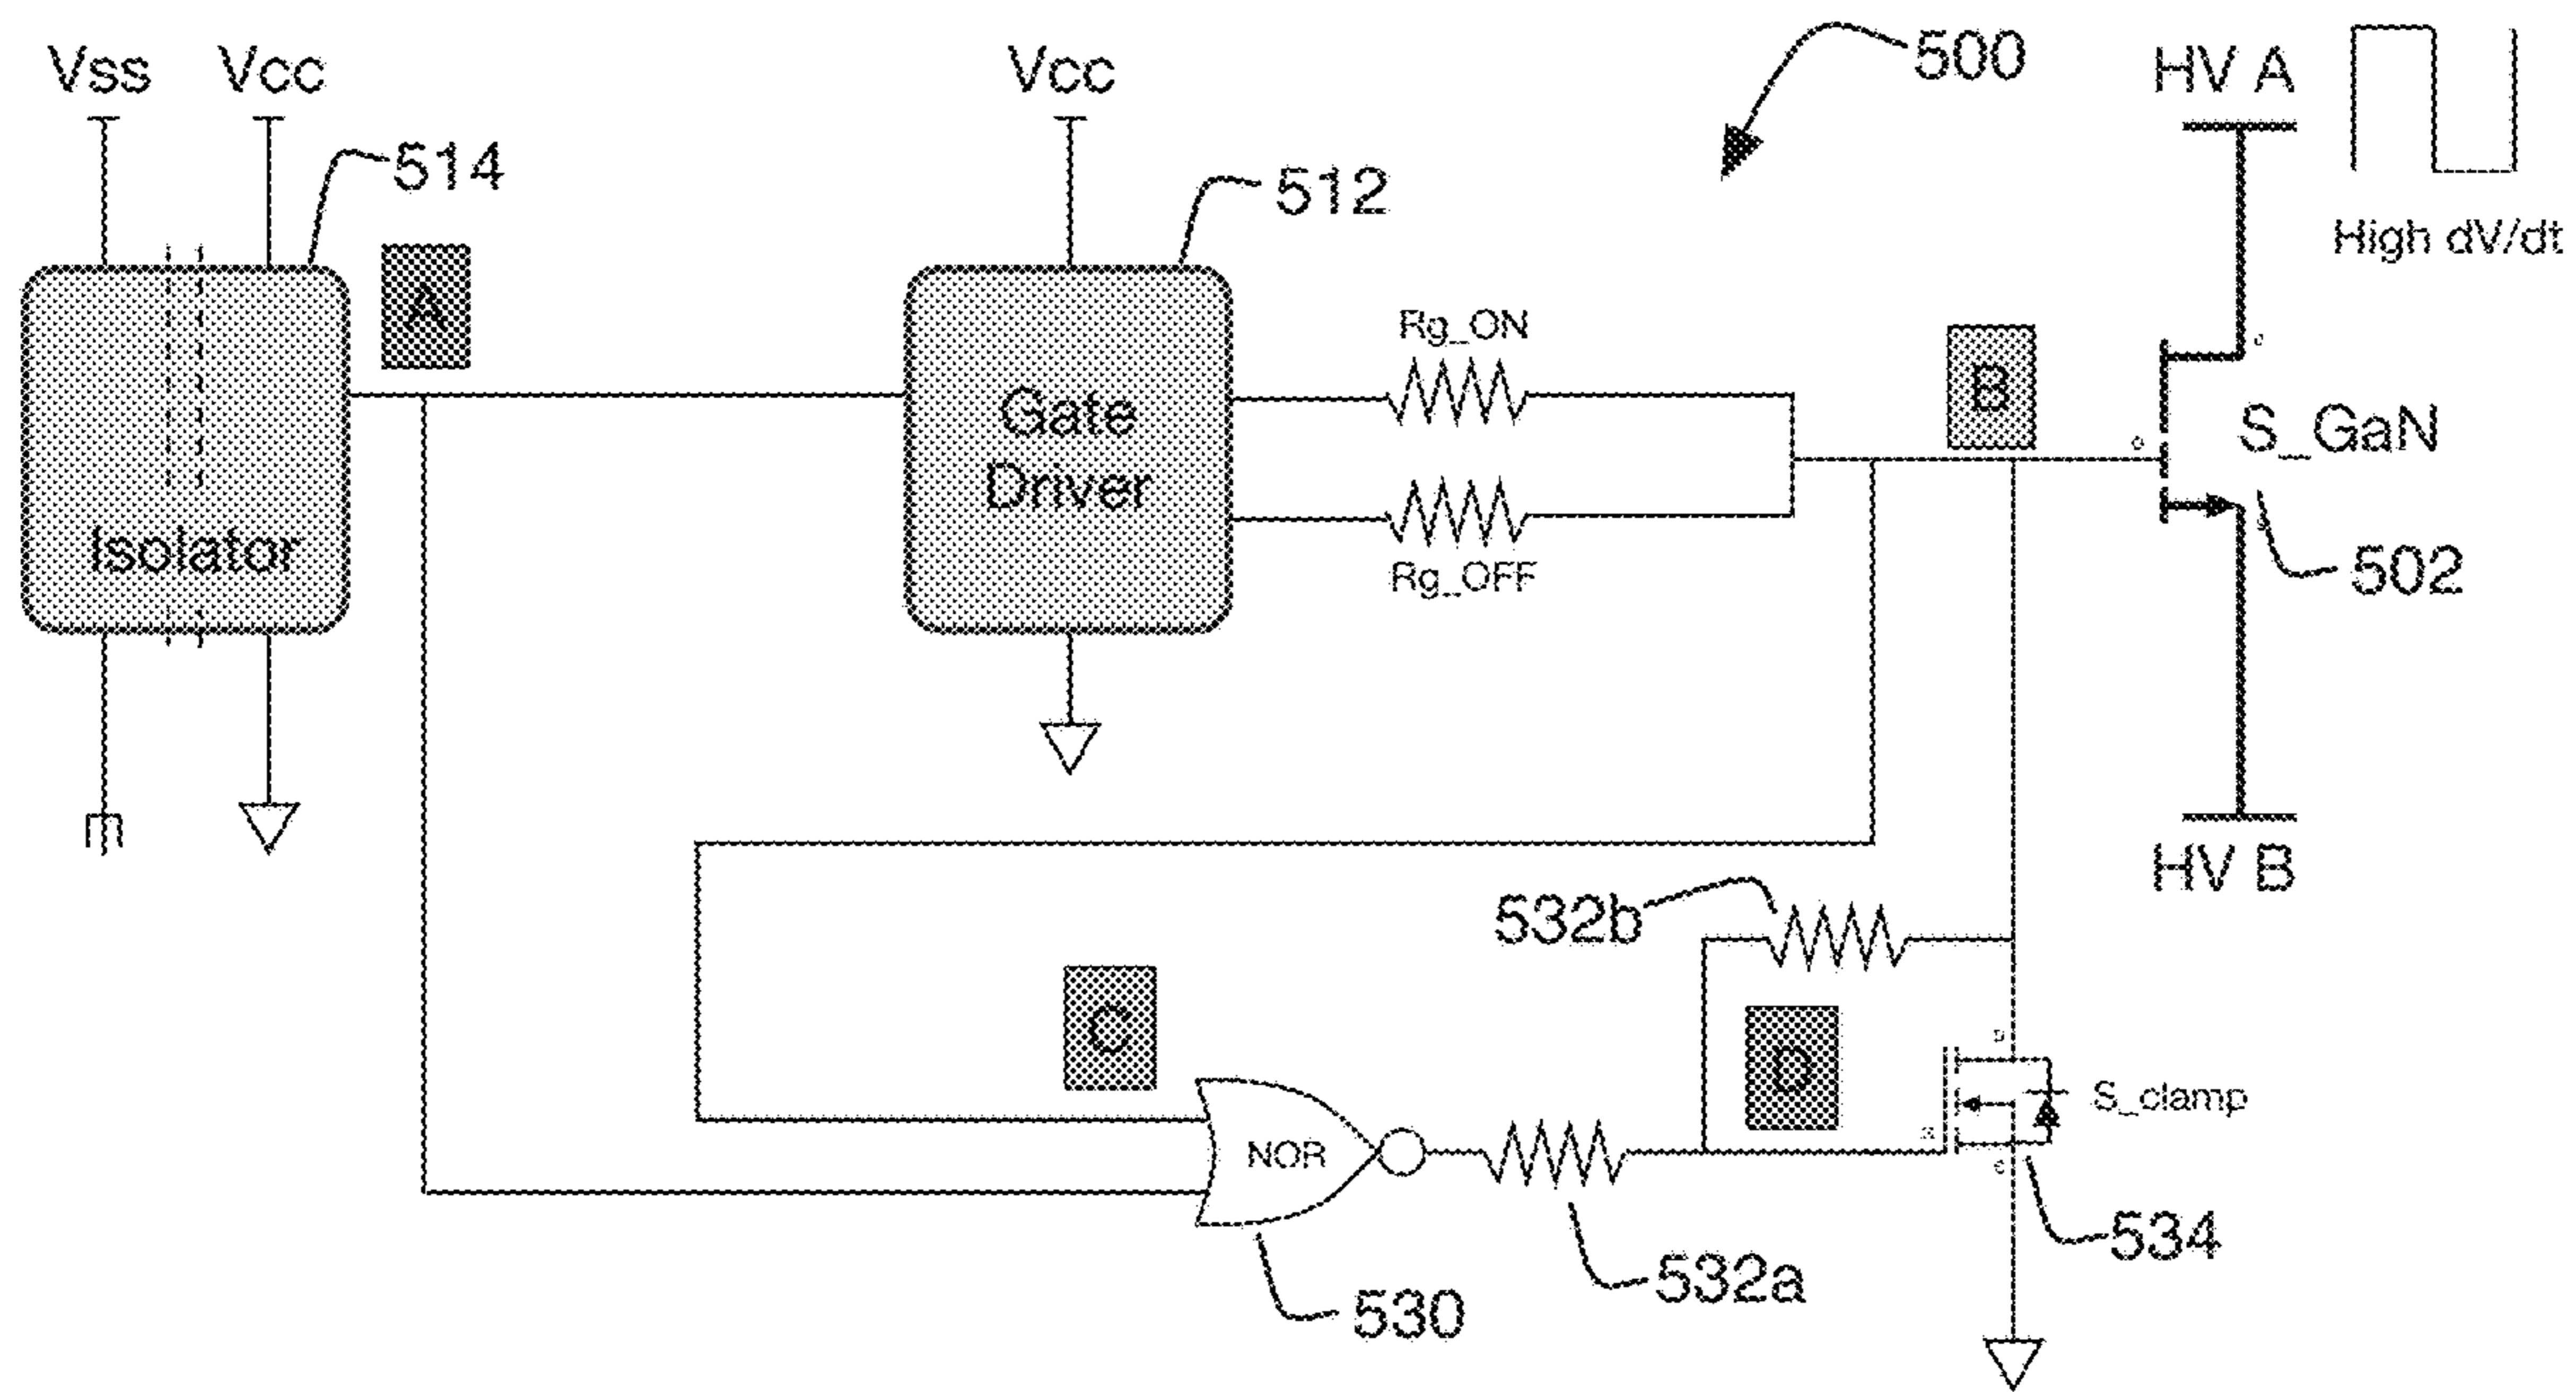 Vss
Vcc
Vcc
500
HV A
514
512
High dV/dt
A
Rg_ON
B
Gate
Driver
S_GaN
Isolator
Rg_OFF
502
HV B
532b
C
D
S_clamp
NOR
534
532a
530